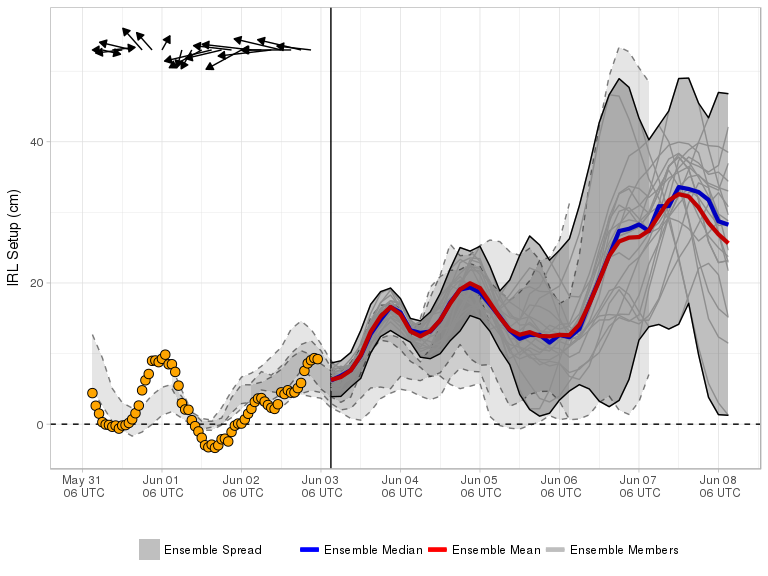 IRL Setup (cm)
40
20
0
May 31 Jun 01 Jun 02 Jun 03 Jun 04 Jun 05 Jun 06 Jun 07 Jun 08
06 UTC 06 UTC 06 UTC 06 UTC 06 UTC 06 UTC 06 UTC 06 UTC 06 UTC
Ensemble Spread Ensemble Median Ensemble Mean Ensemble Members